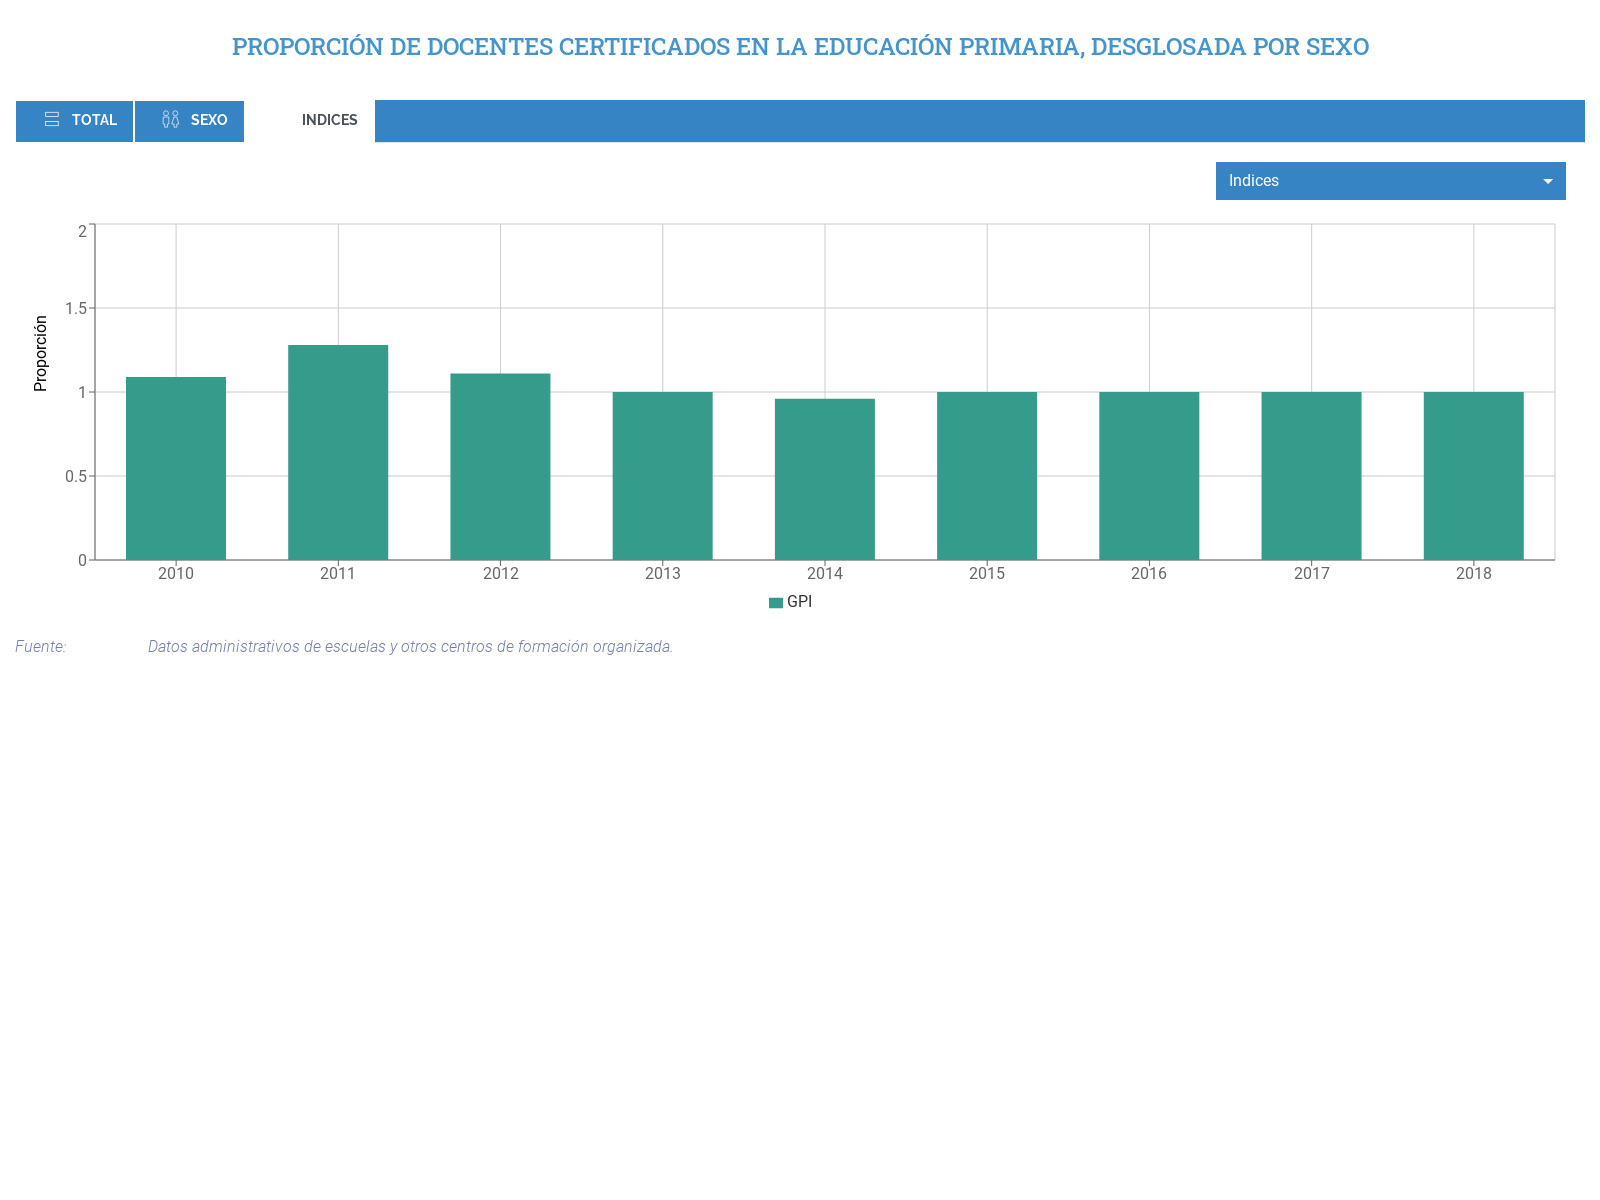 PROPORCIÓN DE DOCENTES CERTIFICADOS EN LA EDUCACIÓN PRIMARIA, DESGLOSADA POR SEXO
TOTAL
SEXO
INDICES
Indices
Proporción
2
1.5
1
0.5
0
2010
2011
2012
2013
2014
2015
2016
2017
2018
GPI
Fuente: Datos administrativos de escuelas y otros centros de formación organizada.